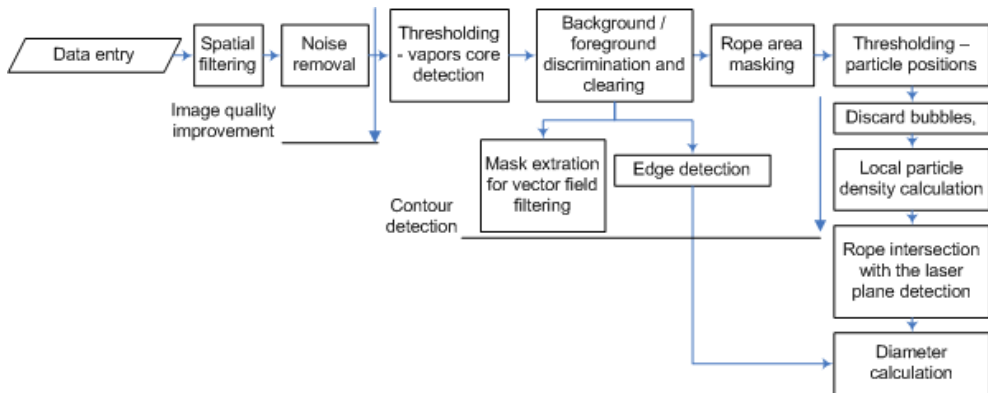 Data entry
Spatial
filtering
Noise
removal
Thresholding
- vapors core
detection
Background /
foreground
discrimination and
clearing
Rope area
masking
Thresholding –
particle positions
Image quality
improvement
Discard bubbles,
Mask extration
for vector field
filtering
Edge detection
Local particle
density calculation
Contour
detection
Rope intersection
with the laser
plane detection
Diameter
calculation